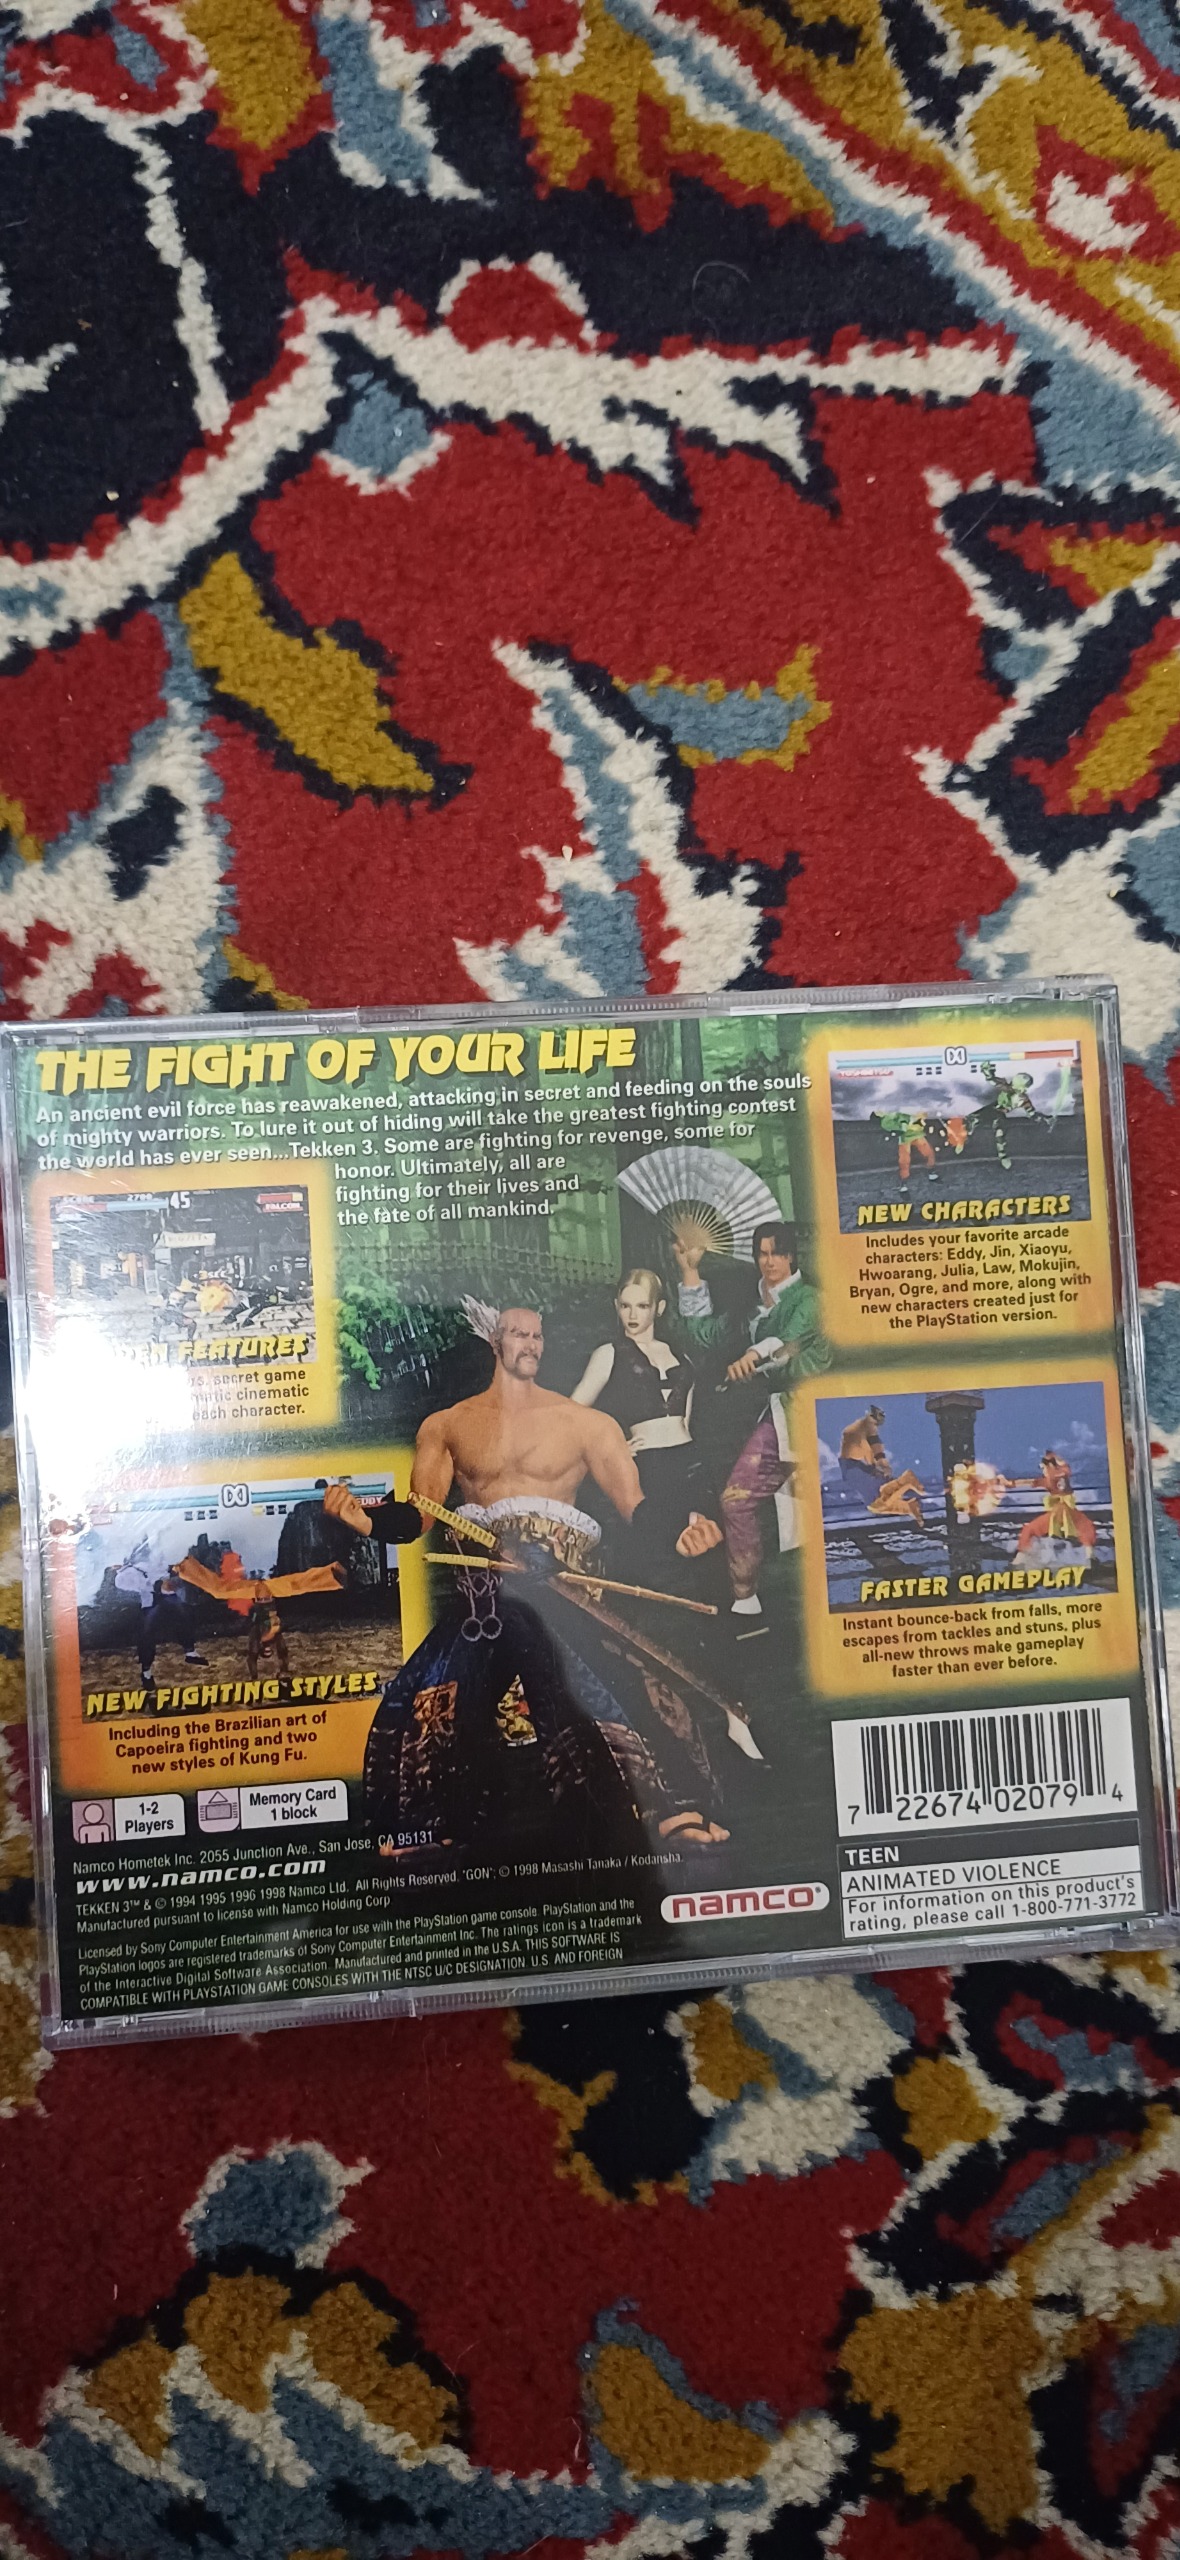 THE FIGHT OF YOUR LIFE
An ancient evil force has reawakened, attacking in secret and feeding on the souls
of mighty warriors. To lure it out of hiding will take the greatest fighting contest
the world has ever seen...Tekken 3. Some are fighting for revenge, some for
honor. Ultimately, all are
fighting for their lives and
the fate of all mankind.
2700
45
FALCON
FEATURES
secret game
cinematic
each character.
EDDY
NEW FIGHTING STYLES
Including the Brazilian art of
Capoeira fighting and two
new styles of Kung Fu.
YOSHIMITSU
NEW CHARACTERS
Includes your favorite arcade
characters: Eddy, Jin, Xiaoyu,
Hwoarang, Julia, Law, Mokujin,
Bryan, Ogre, and more, along with
new characters created just for
the PlayStation version.
FASTER GAMEPLAY
Instant bounce-back from falls, more
escapes from tackles and stuns, plus
all-new throws make gameplay
faster than ever before.
1-2
Players
Memory Card
1 block
Namco Hometek Inc. 2055 Junction Ave., San Jose, CA 95131
www.namco.com
TEKKEN 3™ & © 1994 1995 1996 1998 Namco Ltd. All Rights Reserved. "GON"; © 1998 Masashi Tanaka / Kodansha.
Manufactured pursuant to license with Namco Holding Corp.
Licensed by Sony Computer Entertainment America for use with the PlayStation game console. PlayStation and the
PlayStation logos are registered trademarks of Sony Computer Entertainment Inc. The ratings icon is a trademark
of the Interactive Digital Software Association. Manufactured and printed in the U.S.A. THIS SOFTWARE IS
COMPATIBLE WITH PLAYSTATION GAME CONSOLES WITH THE NTSC U/C DESIGNATION. U.S. AND FOREIGN
namco®
7 22674 02079 4
TEEN
ANIMATED VIOLENCE
For information on this product's
rating, please call 1-800-771-3772